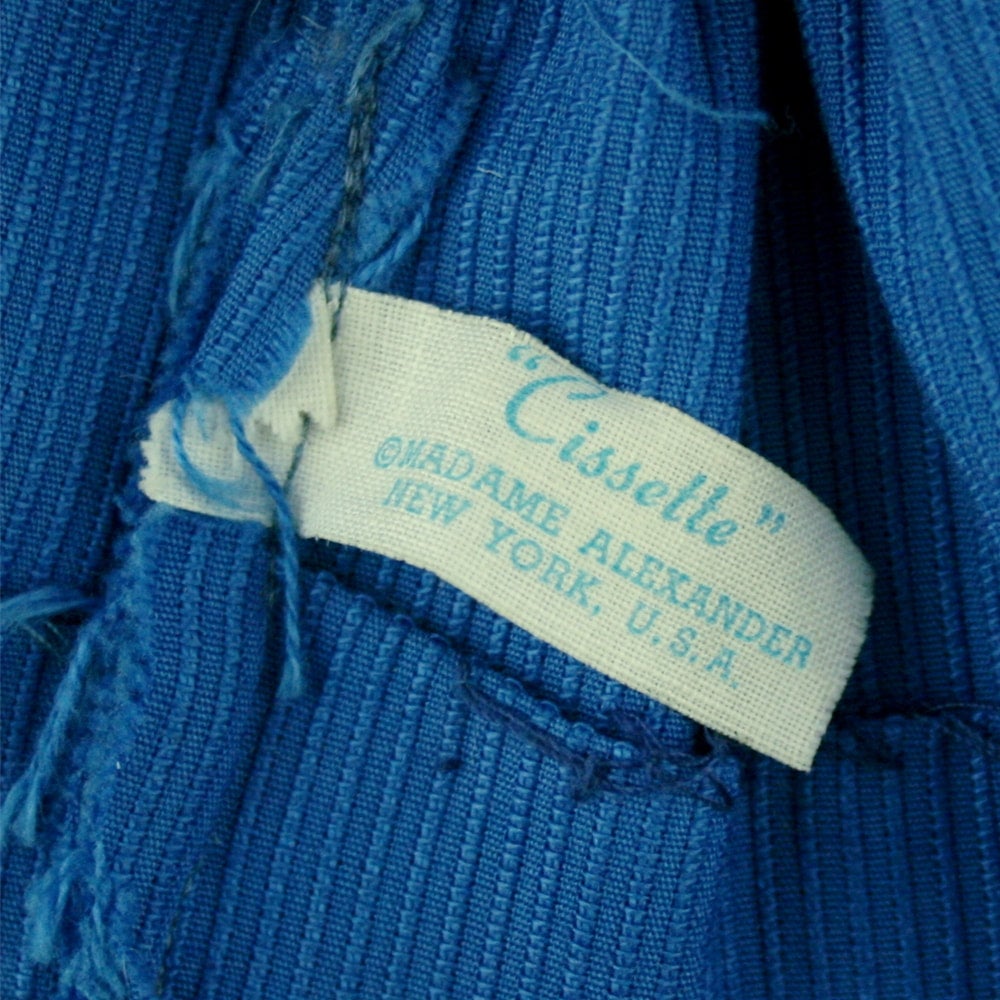 “Cissette”
©MADAME ALEXANDER
NEW YORK, U.S.A.